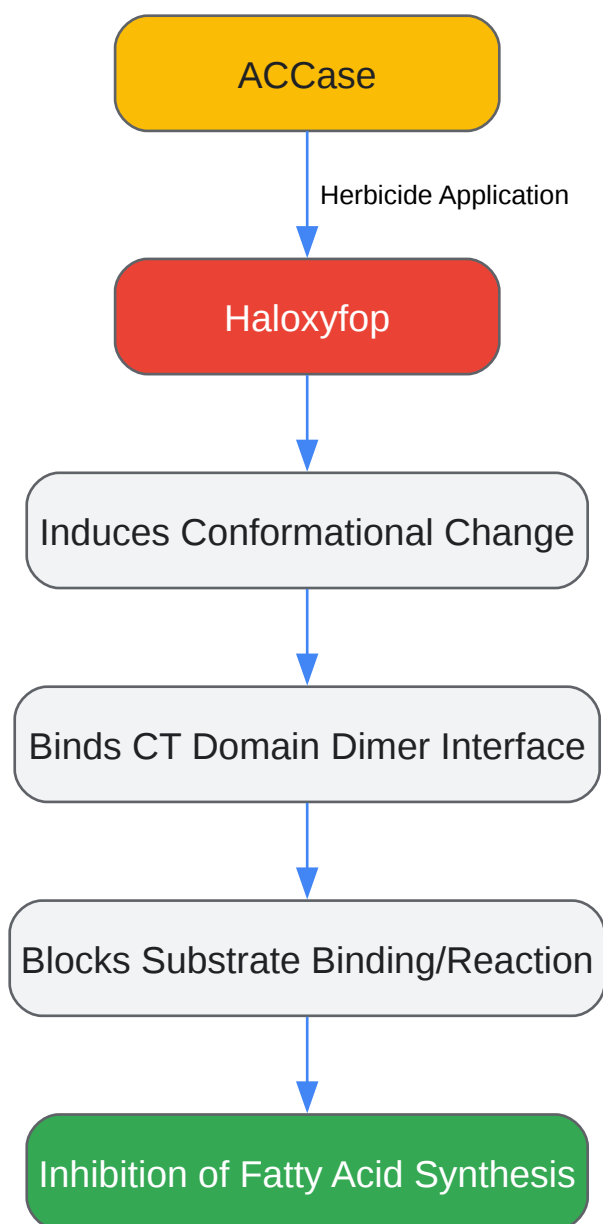 ACCase
Herbicide Application
Haloxyfop
Induces Conformational Change
Binds CT Domain Dimer Interface
Blocks Substrate Binding/Reaction
Inhibition of Fatty Acid Synthesis